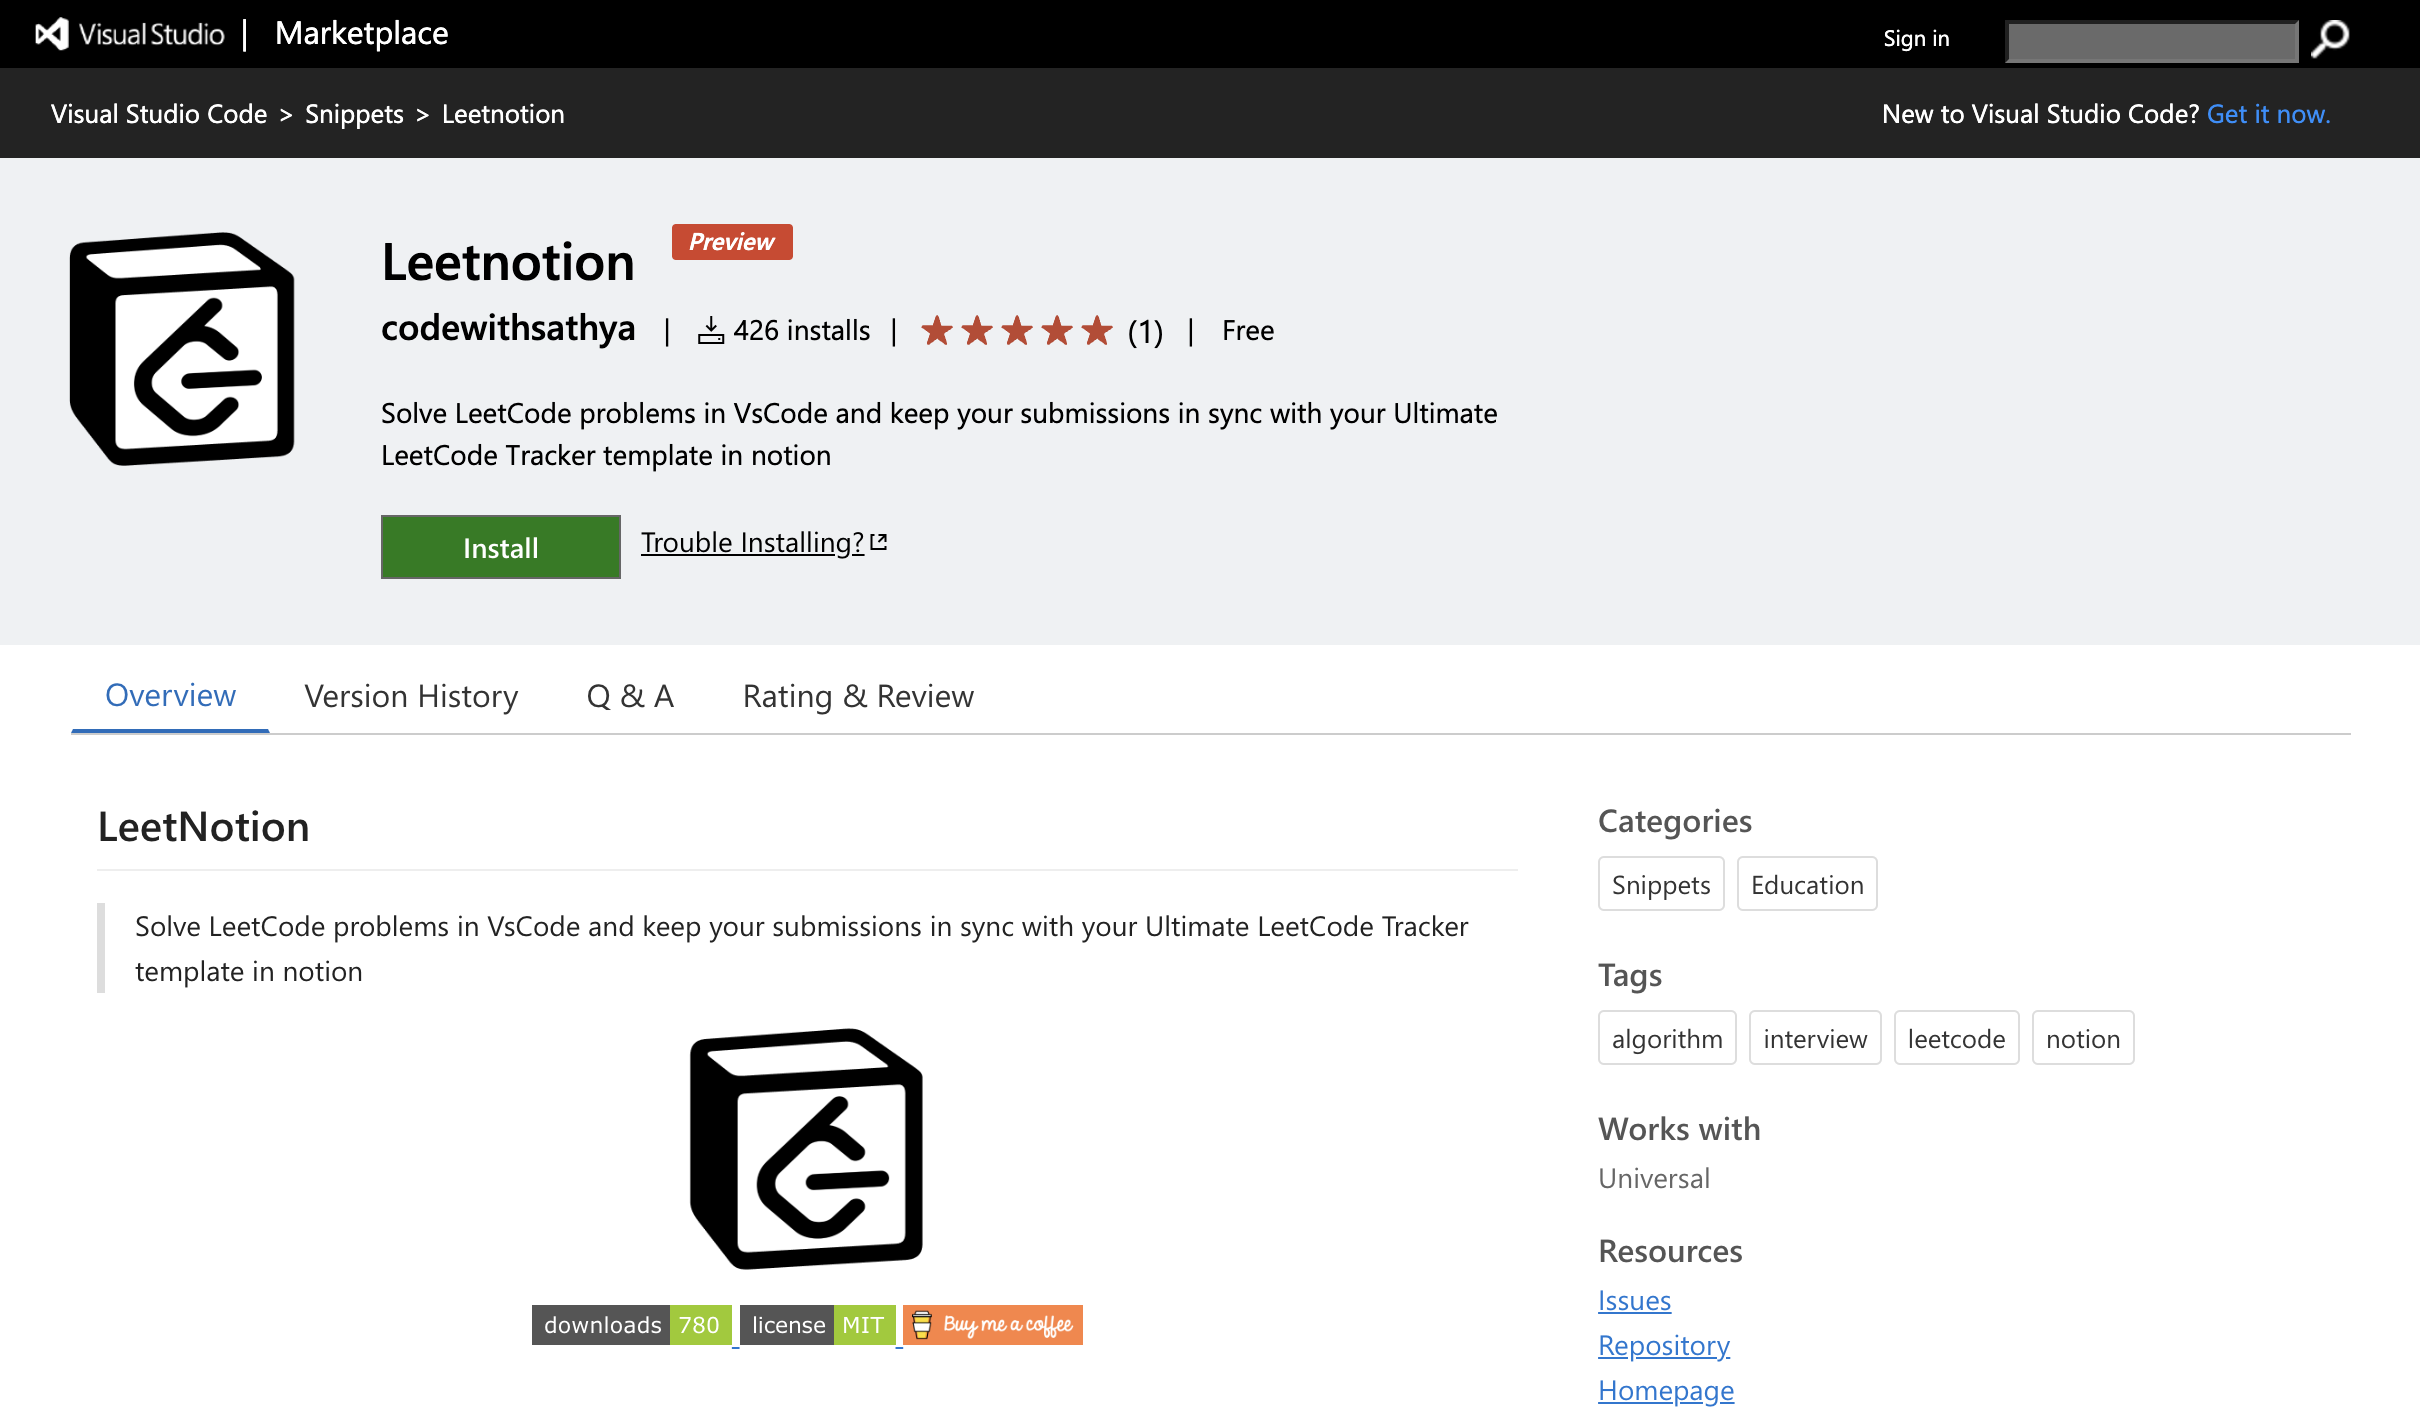 Visual Studio | Marketplace
Sign in
Visual Studio Code > Snippets > Leetnotion
New to Visual Studio Code? Get it now.
Leetnotion Preview
codewithsathya | 426 installs | (1) | Free
Solve LeetCode problems in VsCode and keep your submissions in sync with your Ultimate
LeetCode Tracker template in notion
Install Trouble Installing?
Overview Version History Q & A Rating & Review
LeetNotion
Solve LeetCode problems in VsCode and keep your submissions in sync with your Ultimate LeetCode Tracker
template in notion
downloads 780 license MIT Buy me a coffee
Categories
Snippets Education
Tags
algorithm interview leetcode notion
Works with
Universal
Resources
Issues
Repository
Homepage